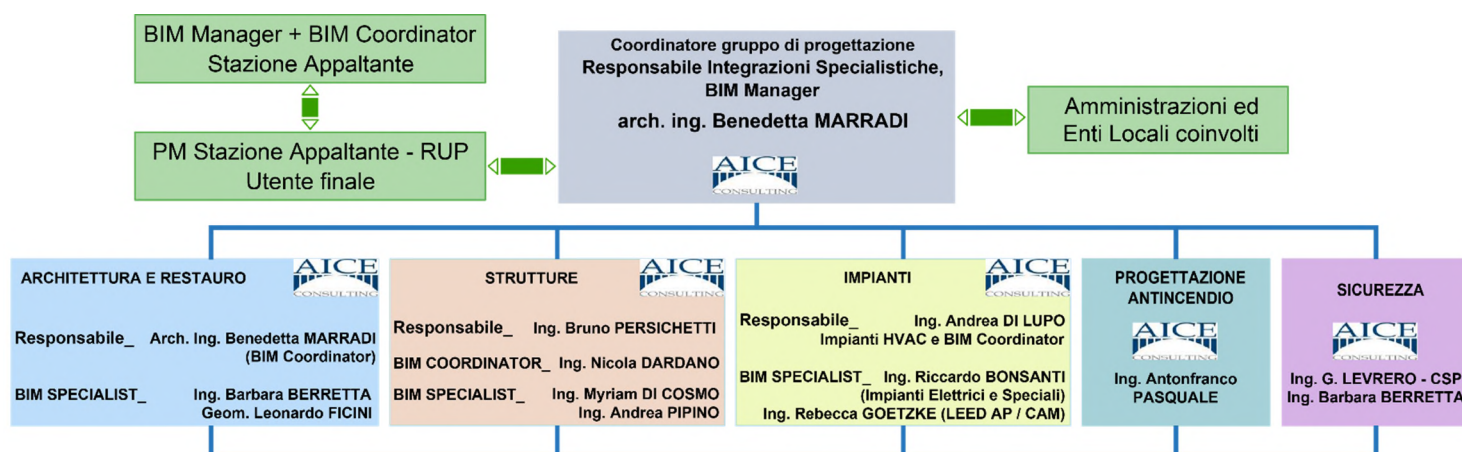 BIM Manager + BIM Coordinator
Stazione Appaltante
PM Stazione Appaltante - RUP
Utente finale
Coordinatore gruppo di progettazione
Responsabile Integrazioni Specialistiche,
BIM Manager
arch. ing. Benedetta MARRADI
AICE
CONSULTING
Amministrazioni ed
Enti Locali coinvolti
ARCHITETTURA E RESTAURO
AICE
CONSULTING
Responsabile_ Arch. Ing. Benedetta MARRADI
(BIM Coordinator)
BIM SPECIALIST_ Ing. Barbara BERRETTA
Geom. Leonardo FICINI
STRUTTURE
AICE
CONSULTING
Responsabile_ Ing. Bruno PERSICHETTI
BIM COORDINATOR_ Ing. Nicola DARDANO
BIM SPECIALIST_ Ing. Myriam DI COSMO
Ing. Andrea PIPINO
IMPIANTI
AICE
CONSULTING
Responsabile_ Ing. Andrea DI LUPO
Impianti HVAC e BIM Coordinator
BIM SPECIALIST_ Ing. Riccardo BONSANTI
(Impianti Elettrici e Speciali)
Ing. Rebecca GOETZKE (LEED AP / CAM)
PROGETTAZIONE
ANTINCENDIO
AICE
CONSULTING
Ing. Antonfranco
PASQUALE
SICUREZZA
AICE
CONSULTING
Ing. G. LEVRERO - CSP
Ing. Barbara BERRETTA